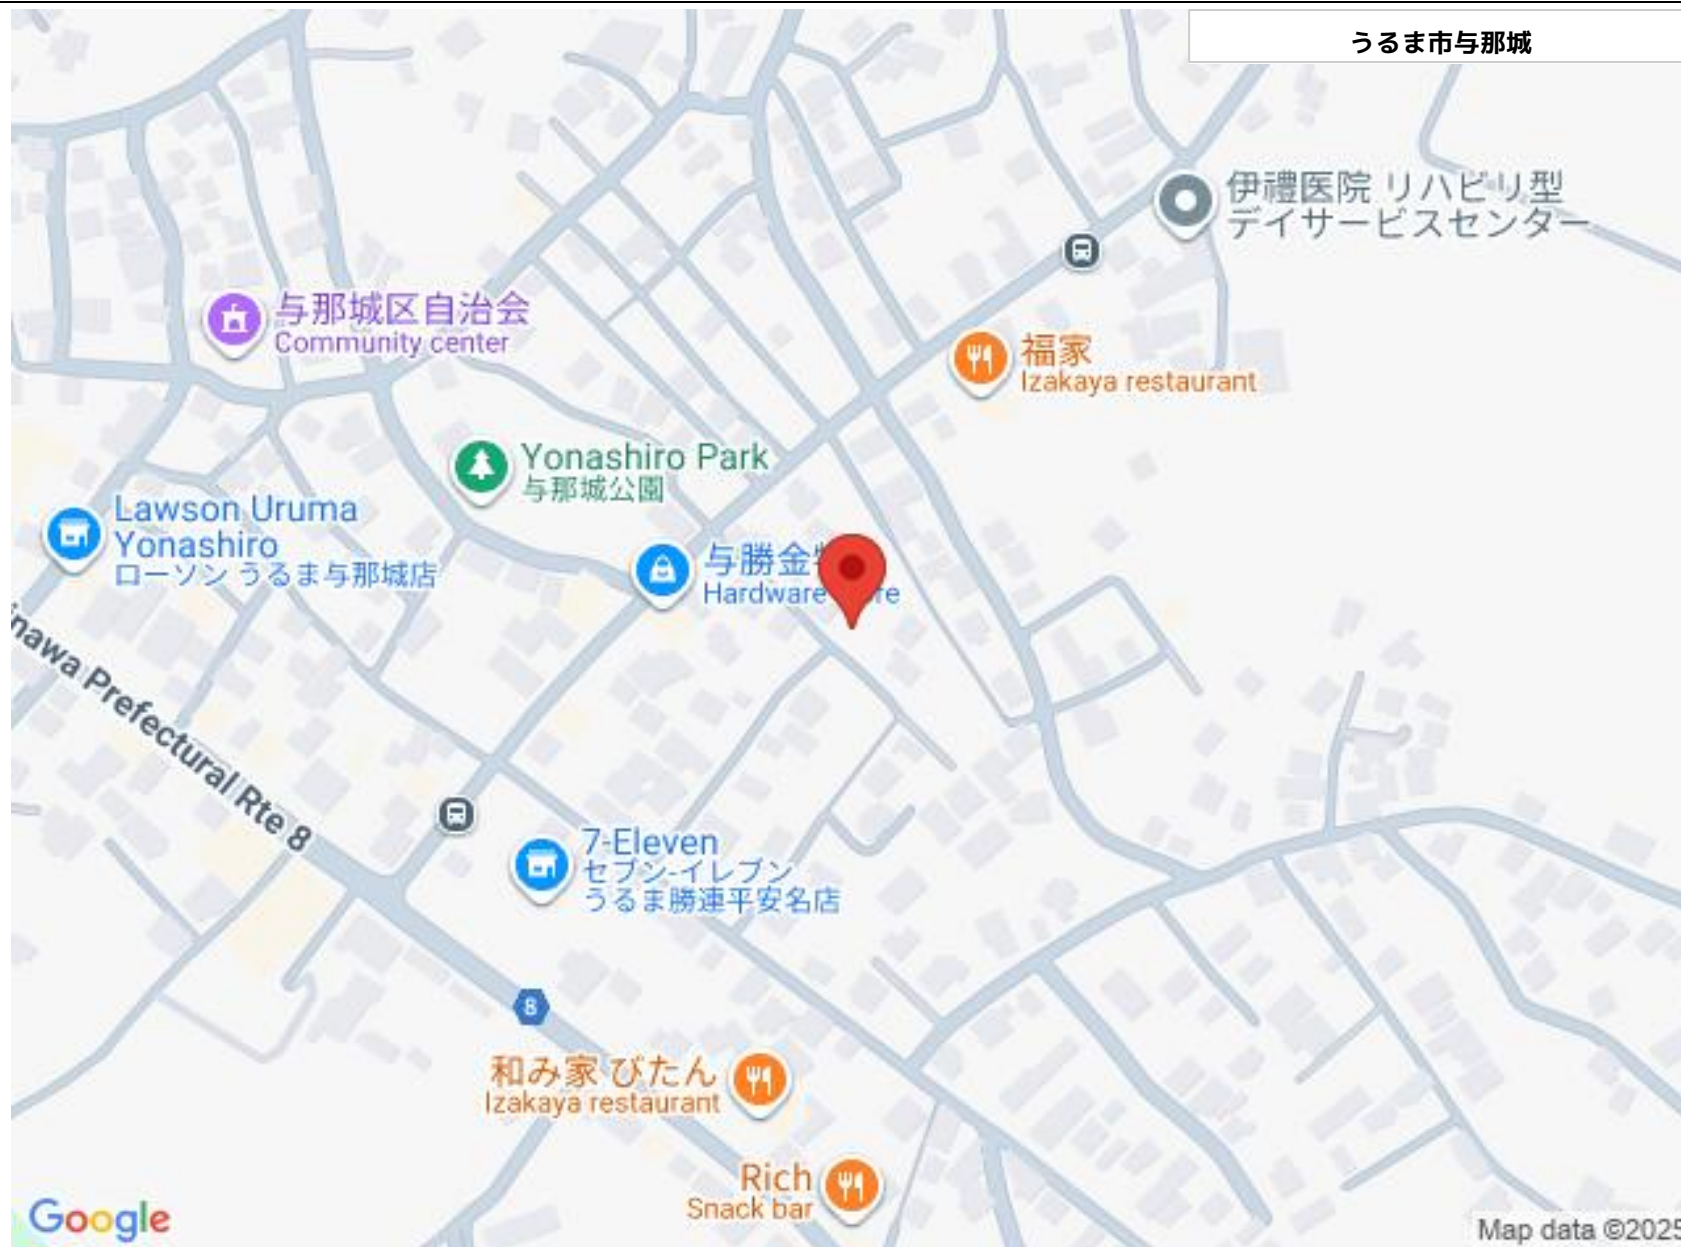 うるま市与那城
伊禮医院 リハビリ型
デイサービスセンター
与那城区自治会
Community center
福家
Izakaya restaurant
Yonashiro Park
与那城公園
Lawson Uruma
Yonashiro
ローソン うるま与那城店
与勝金
Hardware
inawa Prefectural Rte 8
7-Eleven
セブン-イレブン
うるま勝連平安名店
8
和み家 びたん
Izakaya restaurant
Rich
Snack bar
Google
Map data ©2025